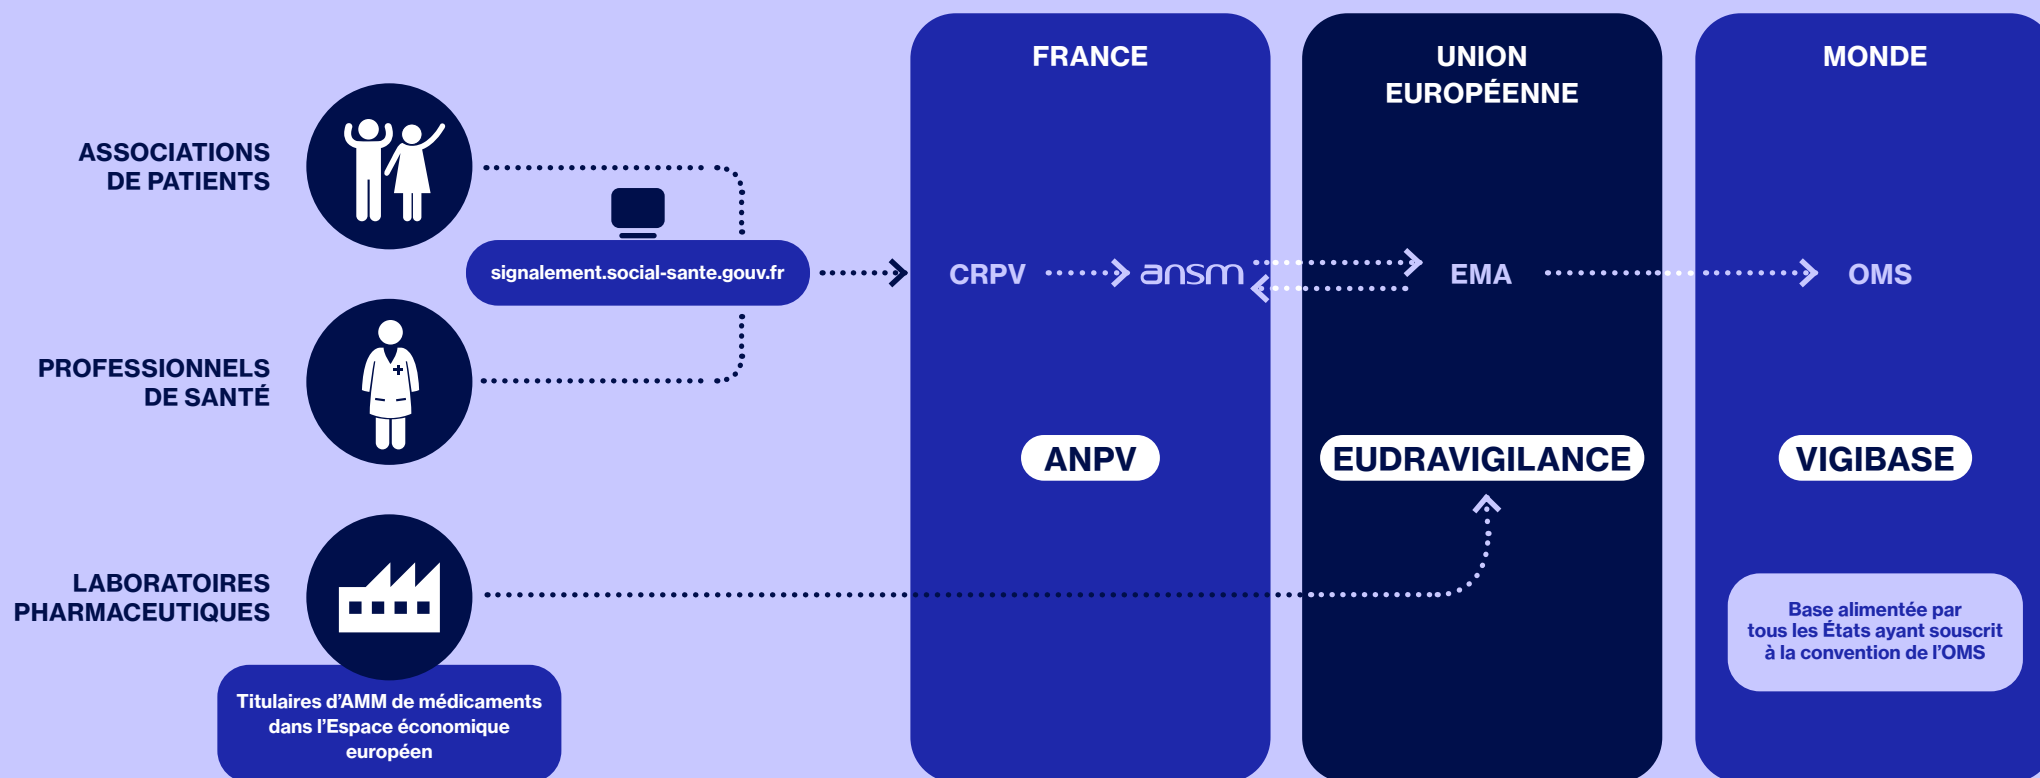 FRANCE
UNION
EUROPÉENNE
MONDE
ASSOCIATIONS
DE PATIENTS
signalement.social-sante.gouv.fr
CRPV
ansm
EMA
OMS
PROFESSIONNELS
DE SANTÉ
ANPV
EUDRAVIGILANCE
VIGIBASE
LABORATOIRES
PHARMACEUTIQUES
Titulaires d’AMM de médicaments
dans l’Espace économique
européen
Base alimentée par
tous les États ayant souscrit
à la convention de l’OMS